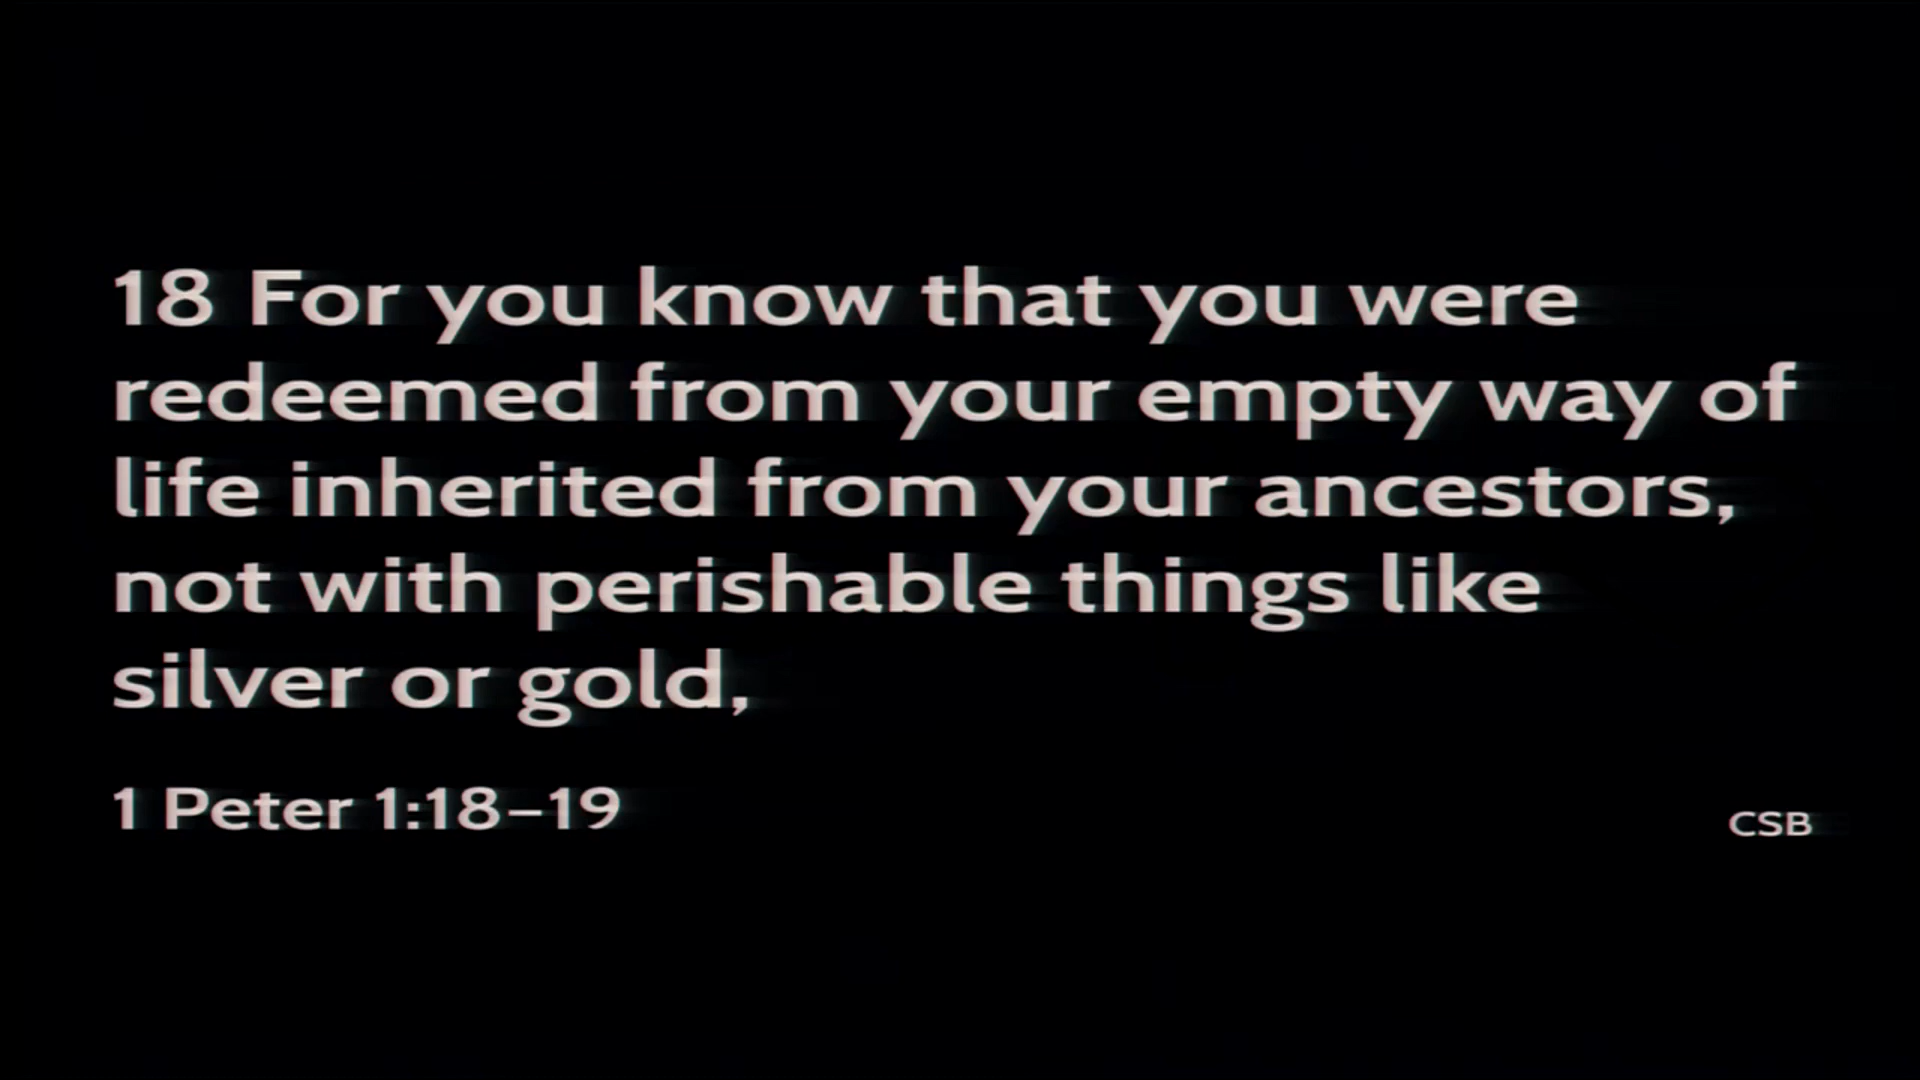 18 For you know that you were
redeemed from your empty way of
life inherited from your ancestors,
not with perishable things like
silver or gold,
1 Peter 1:18–19
CSB